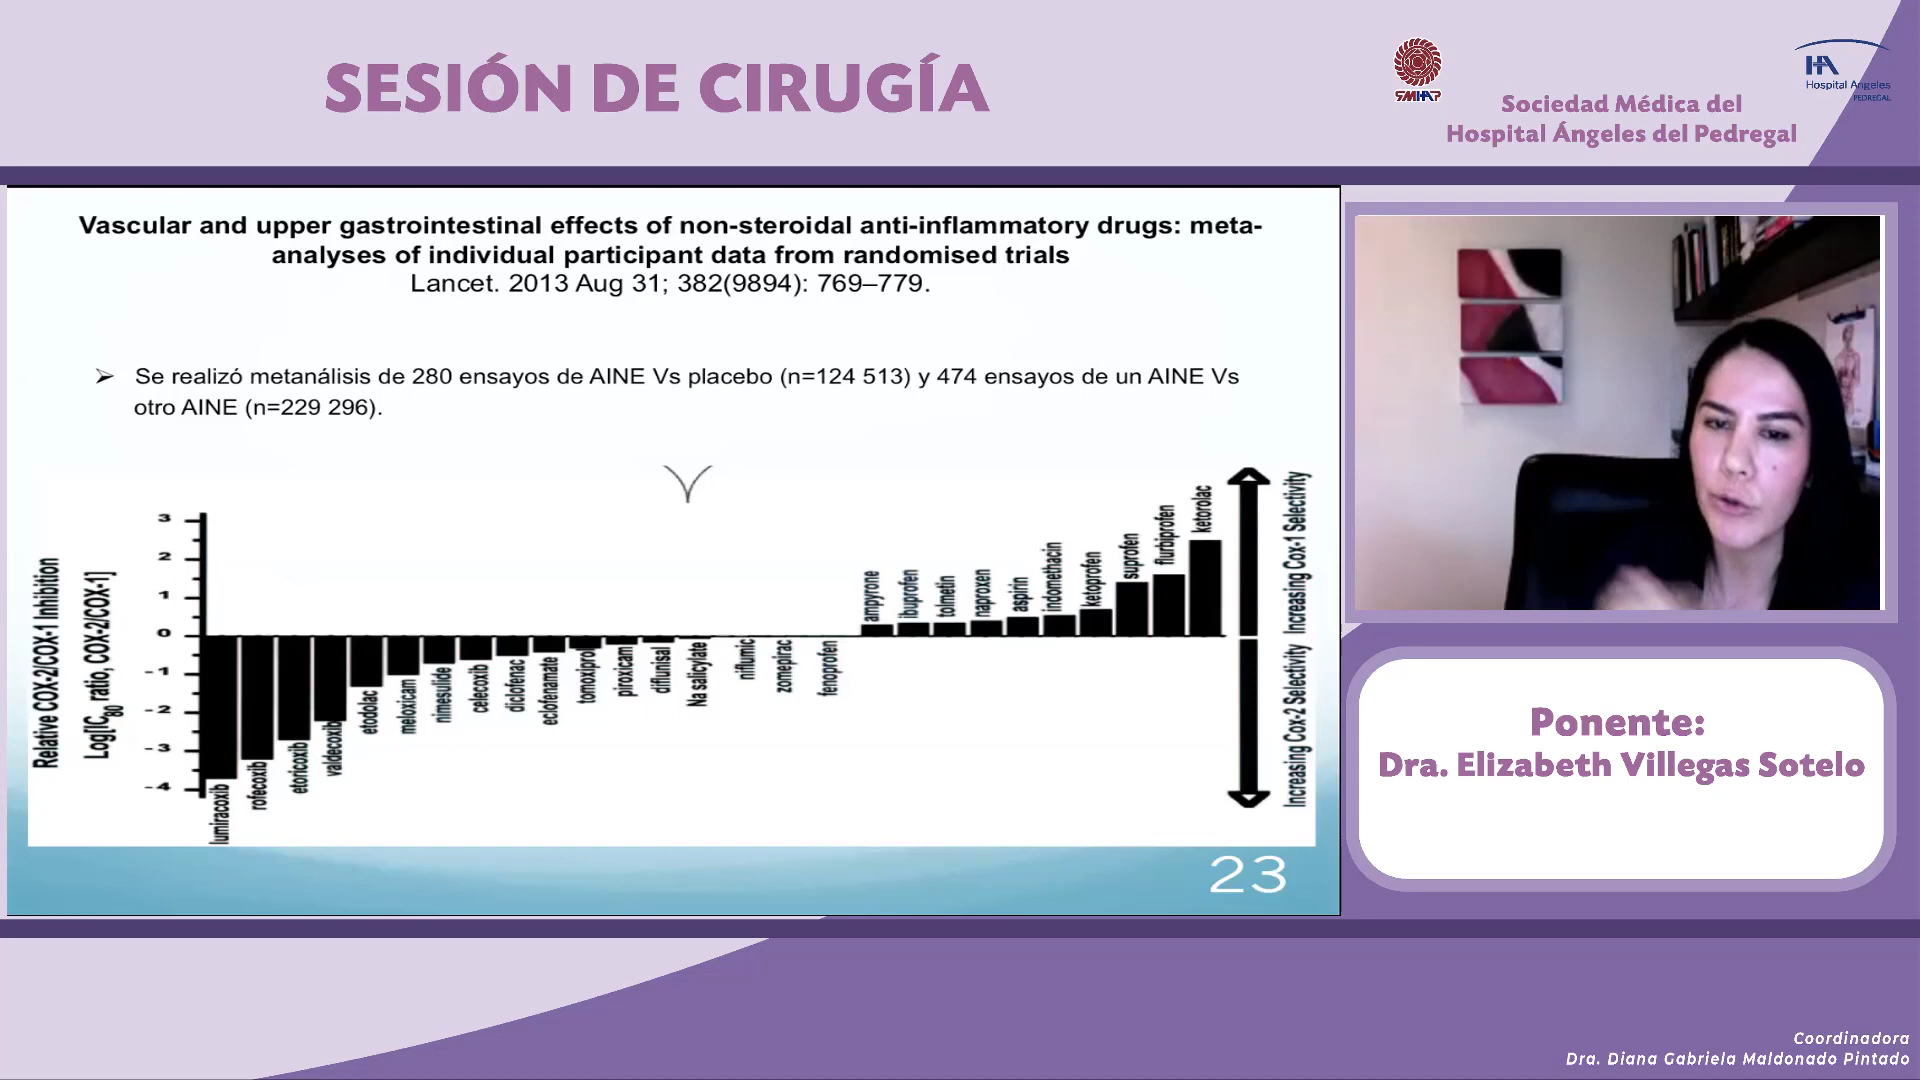 SESIÓN DE CIRUGÍA
SMHAP
Sociedad Médica del
Hospital Ángeles del Pedregal
HA
Hospital Angeles
PEDREGAL
Vascular and upper gastrointestinal effects of non-steroidal anti-inflammatory drugs: meta-
analyses of individual participant data from randomised trials
Lancet. 2013 Aug 31; 382(9894): 769–779.
➢ Se realizó metanálisis de 280 ensayos de AINE Vs placebo (n=124 513) y 474 ensayos de un AINE Vs
otro AINE (n=229 296).
Relative COX-2/COX-1 Inhibition
Log[IC80 ratio, COX-2/COX-1]
3
2
1
0
-1
-2
-3
-4
lumiracoxib
rofecoxib
etoricoxib
valdecoxib
etodolac
meloxicam
nimesulide
celecoxib
diclofenac
eclofenamate
tomoxiprol
piroxicam
diflunisal
Na salicylate
niflumic
zomepirac
fenoprofen
ampyrone
ibuprofen
tolmetin
naproxen
aspirin
indomethacin
ketoprofen
suprofen
flurbiprofen
ketorolac
Increasing Cox-1 Selectivity
Increasing Cox-2 Selectivity
23
Ponente:
Dra. Elizabeth Villegas Sotelo
Coordinadora
Dra. Diana Gabriela Maldonado Pintado